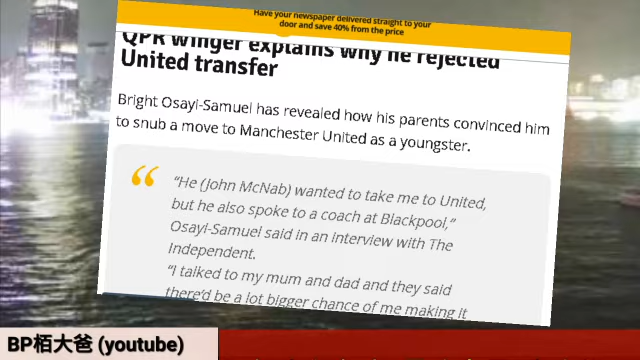 Have your newspaper delivered straight to your
door and save 40% from the price
QPR winger explains why he rejected
United transfer
Bright Osayi-Samuel has revealed how his parents convinced him
to snub a move to Manchester United as a youngster.
“He (John McNab) wanted to take me to United,
but he also spoke to a coach at Blackpool,”
Osayi-Samuel said in an interview with The
Independent.
“I talked to my mum and dad and they said
there’d be a lot bigger chance of me making it
BP栢大爸 (youtube)